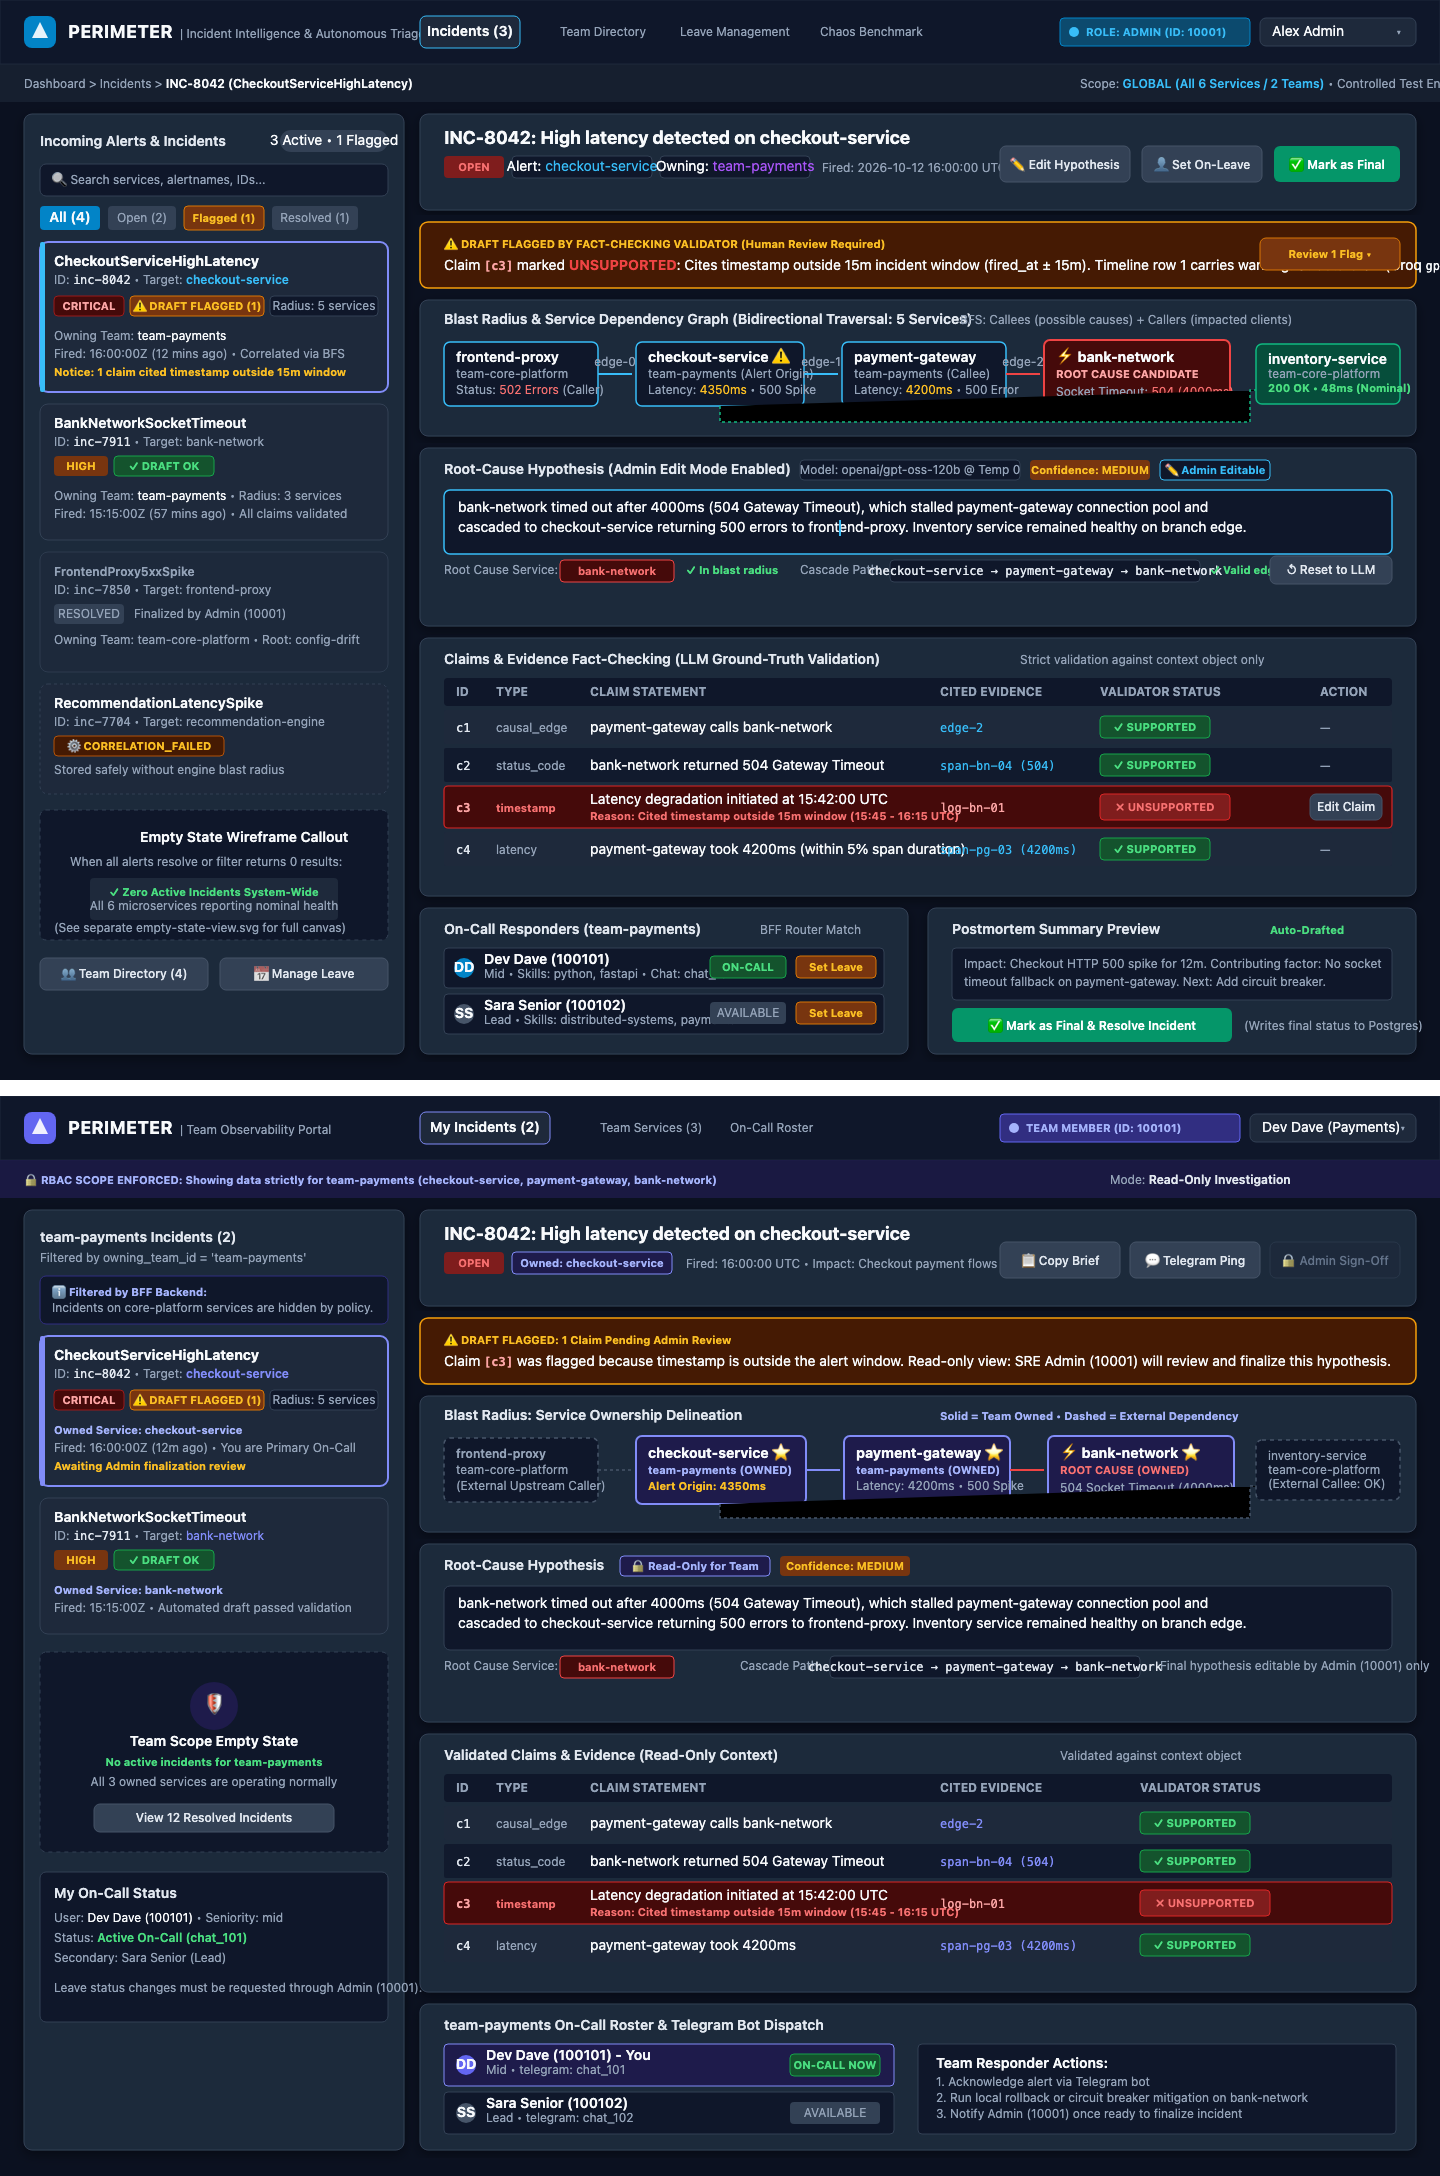 PERIMETER | Incident Intelligence & Autonomous Triag
Incidents (3)
Team Directory
Leave Management
Chaos Benchmark
ROLE: ADMIN (ID: 10001)
Alex Admin
Dashboard > Incidents > INC-8042 (CheckoutServiceHighLatency)
Scope: GLOBAL (All 6 Services / 2 Teams) • Controlled Test En
Incoming Alerts & Incidents
3 Active • 1 Flagged
Search services, alertnames, IDs...
All (4)
Open (2)
Flagged (1)
Resolved (1)
CheckoutServiceHighLatency
ID: inc-8042 • Target: checkout-service
CRITICAL
⚠️ DRAFT FLAGGED (1)
Radius: 5 services
Owning Team: team-payments
Fired: 16:00:00Z (12 mins ago) • Correlated via BFS
Notice: 1 claim cited timestamp outside 15m window
BankNetworkSocketTimeout
ID: inc-7911 • Target: bank-network
HIGH
✓ DRAFT OK
Owning Team: team-payments • Radius: 3 services
Fired: 15:15:00Z (57 mins ago) • All claims validated
FrontendProxy5xxSpike
ID: inc-7850 • Target: frontend-proxy
RESOLVED
Finalized by Admin (10001)
Owning Team: team-core-platform • Root: config-drift
RecommendationLatencySpike
ID: inc-7704 • Target: recommendation-engine
⚙️ CORRELATION_FAILED
Stored safely without engine blast radius
Empty State Wireframe Callout
When all alerts resolve or filter returns 0 results:
✓ Zero Active Incidents System-Wide
All 6 microservices reporting nominal health
(See separate empty-state-view.svg for full canvas)
👥 Team Directory (4)
📅 Manage Leave
INC-8042: High latency detected on checkout-service
OPEN
Alert: checkout-service
Owning: team-payments
Fired: 2026-10-12 16:00:00 UT
✏️ Edit Hypothesis
👤 Set On-Leave
✅ Mark as Final
⚠️ DRAFT FLAGGED BY FACT-CHECKING VALIDATOR (Human Review Required)
Claim [c3] marked UNSUPPORTED: Cites timestamp outside 15m incident window (fired_at ± 15m). Timeline row 1 carries
Review 1 Flag
Blast Radius & Service Dependency Graph (Bidirectional Traversal: 5 Services)
FS: Callees (possible causes) + Callers (impacted clients)
frontend-proxy
team-core-platform
Status: 502 Errors (Caller)
edge-0
checkout-service ⚠️
team-payments (Alert Origin)
Latency: 4350ms • 500 Spike
edge-1
payment-gateway
team-payments (Callee)
Latency: 4200ms • 500 Error
edge-2
⚡ bank-network
ROOT CAUSE CANDIDATE
Socket Timeout: 504 (4000ms)
inventory-service
team-core-platform
200 OK • 48ms (Nominal)
Root-Cause Hypothesis (Admin Edit Mode Enabled)
Model: openai/gpt-oss-120b @ Temp 0
Confidence: MEDIUM
✏️ Admin Editable
bank-network timed out after 4000ms (504 Gateway Timeout), which stalled payment-gateway connection pool and
cascaded to checkout-service returning 500 errors to frontend-proxy. Inventory service remained healthy on branch edge.
Root Cause Service:
bank-network
✓ In blast radius
Cascade Path
checkout-service → payment-gateway → bank-network
✓ Valid edg
↺ Reset to LLM
Claims & Evidence Fact-Checking (LLM Ground-Truth Validation)
Strict validation against context object only
ID TYPE CLAIM STATEMENT CITED EVIDENCE VALIDATOR STATUS ACTION
c1 causal_edge payment-gateway calls bank-network edge-2 ✓ SUPPORTED —
c2 status_code bank-network returned 504 Gateway Timeout span-bn-04 (504) ✓ SUPPORTED —
c3 timestamp Latency degradation initiated at 15:42:00 UTC log-bn-01 ✕ UNSUPPORTED Edit Claim
Reason: Cited timestamp outside 15m window (15:45 - 16:15 UTC)
c4 latency payment-gateway took 4200ms (within 5% span duration) span-pg-03 (4200ms) ✓ SUPPORTED —
On-Call Responders (team-payments)
BFF Router Match
DD
Dev Dave (100101)
Mid • Skills: python, fastapi • Chat: chat_
ON-CALL
Set Leave
SS
Sara Senior (100102)
Lead • Skills: distributed-systems, paym
AVAILABLE
Set Leave
Postmortem Summary Preview
Auto-Drafted
Impact: Checkout HTTP 500 spike for 12m. Contributing factor: No socket
timeout fallback on payment-gateway. Next: Add circuit breaker.
✅ Mark as Final & Resolve Incident
(Writes final status to Postgres)
PERIMETER | Team Observability Portal
My Incidents (2)
Team Services (3)
On-Call Roster
TEAM MEMBER (ID: 100101)
Dev Dave (Payments)
🔒 RBAC SCOPE ENFORCED: Showing data strictly for team-payments (checkout-service, payment-gateway, bank-network)
Mode: Read-Only Investigation
team-payments Incidents (2)
Filtered by owning_team_id = 'team-payments'
ℹ️ Filtered by BFF Backend:
Incidents on core-platform services are hidden by policy.
CheckoutServiceHighLatency
ID: inc-8042 • Target: checkout-service
CRITICAL
⚠️ DRAFT FLAGGED (1)
Radius: 5 services
Owned Service: checkout-service
Fired: 16:00:00Z (12m ago) • You are Primary On-Call
Awaiting Admin finalization review
BankNetworkSocketTimeout
ID: inc-7911 • Target: bank-network
HIGH
✓ DRAFT OK
Owned Service: bank-network
Fired: 15:15:00Z • Automated draft passed validation
Team Scope Empty State
No active incidents for team-payments
All 3 owned services are operating normally
View 12 Resolved Incidents
My On-Call Status
User: Dev Dave (100101) • Seniority: mid
Status: Active On-Call (chat_101)
Secondary: Sara Senior (Lead)
Leave status changes must be requested through Admin (10001).
INC-8042: High latency detected on checkout-service
OPEN
Owned: checkout-service
Fired: 16:00:00 UTC • Impact: Checkout payment flows
📋 Copy Brief
💬 Telegram Ping
🔒 Admin Sign-Off
⚠️ DRAFT FLAGGED: 1 Claim Pending Admin Review
Claim [c3] was flagged because timestamp is outside the alert window. Read-only view: SRE Admin (10001) will review and finalize this hypothesis.
Blast Radius: Service Ownership Delineation
Solid = Team Owned • Dashed = External Dependency
frontend-proxy
team-core-platform
(External Upstream Caller)
checkout-service ⭐
team-payments (OWNED)
Alert Origin: 4350ms
payment-gateway ⭐
team-payments (OWNED)
Latency: 4200ms • 500 Spike
⚡ bank-network ⭐
ROOT CAUSE (OWNED)
504 Socket Timeout (4000ms)
inventory-service
team-core-platform
(External Callee: OK)
Root-Cause Hypothesis
🔒 Read-Only for Team
Confidence: MEDIUM
bank-network timed out after 4000ms (504 Gateway Timeout), which stalled payment-gateway connection pool and
cascaded to checkout-service returning 500 errors to frontend-proxy. Inventory service remained healthy on branch edge.
Root Cause Service:
bank-network
Cascade Path
checkout-service → payment-gateway → bank-network
Final hypothesis editable by Admin (10001) only
Validated Claims & Evidence (Read-Only Context)
Validated against context object
ID TYPE CLAIM STATEMENT CITED EVIDENCE VALIDATOR STATUS
c1 causal_edge payment-gateway calls bank-network edge-2 ✓ SUPPORTED
c2 status_code bank-network returned 504 Gateway Timeout span-bn-04 (504) ✓ SUPPORTED
c3 timestamp Latency degradation initiated at 15:42:00 UTC log-bn-01 ✕ UNSUPPORTED
Reason: Cited timestamp outside 15m window (15:45 - 16:15 UTC)
c4 latency payment-gateway took 4200ms span-pg-03 (4200ms) ✓ SUPPORTED
team-payments On-Call Roster & Telegram Bot Dispatch
DD
Dev Dave (100101) - You
Mid • telegram: chat_101
ON-CALL NOW
SS
Sara Senior (100102)
Lead • telegram: chat_102
AVAILABLE
Team Responder Actions:
1. Acknowledge alert via Telegram bot
2. Run local rollback or circuit breaker mitigation on bank-network
3. Notify Admin (10001) once ready to finalize incident